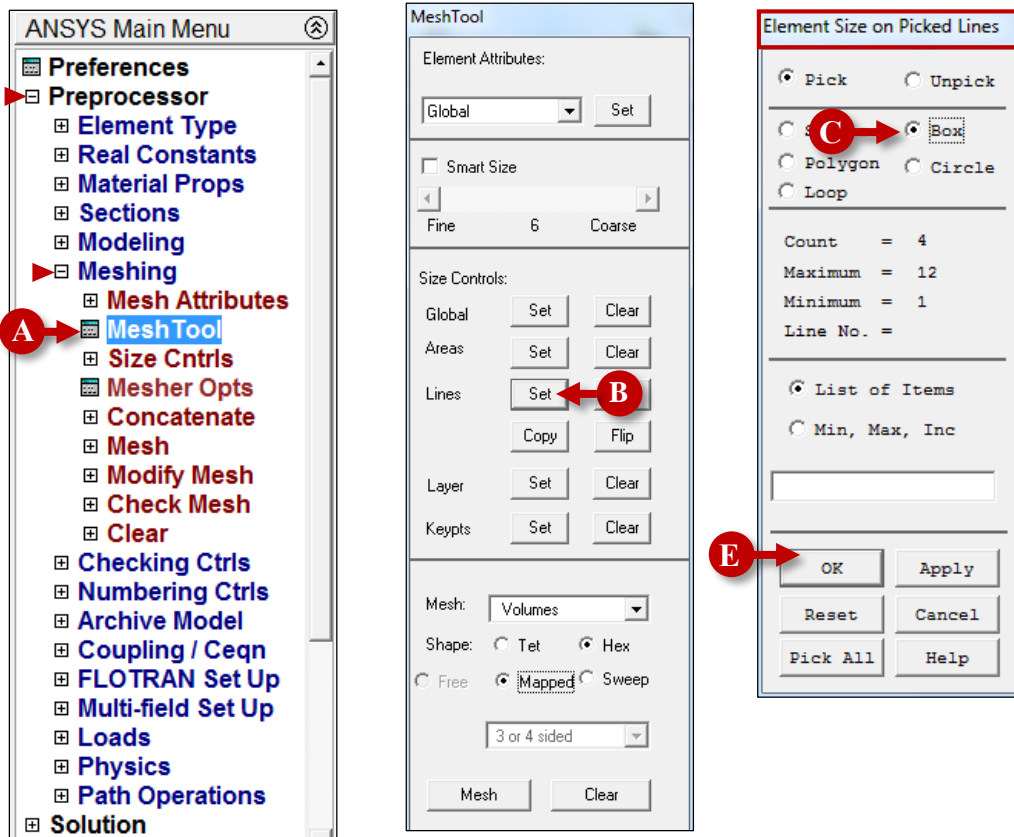 ANSYS Main Menu
Preferences
Preprocessor
Element Type
Real Constants
Material Props
Sections
Modeling
Meshing
Mesh Attributes
A
MeshTool
Size Cntrls
Mesher Opts
Concatenate
Mesh
Modify Mesh
Check Mesh
Clear
Checking Ctrls
Numbering Ctrls
Archive Model
Coupling / Ceqn
FLOTRAN Set Up
Multi-field Set Up
Loads
Physics
Path Operations
Solution
MeshTool
Element Attributes:
Global Set
Smart Size
Fine 6 Coarse
Size Controls:
Global Set Clear
Areas Set Clear
Lines Set B
Copy Flip
Layer Set Clear
Keypts Set Clear
Mesh: Volumes
Shape: Tet Hex
Free Mapped Sweep
3 or 4 sided
Mesh Clear
Element Size on Picked Lines
Pick Unpick
C Box
Polygon Circle
Loop
Count = 4
Maximum = 12
Minimum = 1
Line No. =
List of Items
Min, Max, Inc
E
OK Apply
Reset Cancel
Pick All Help